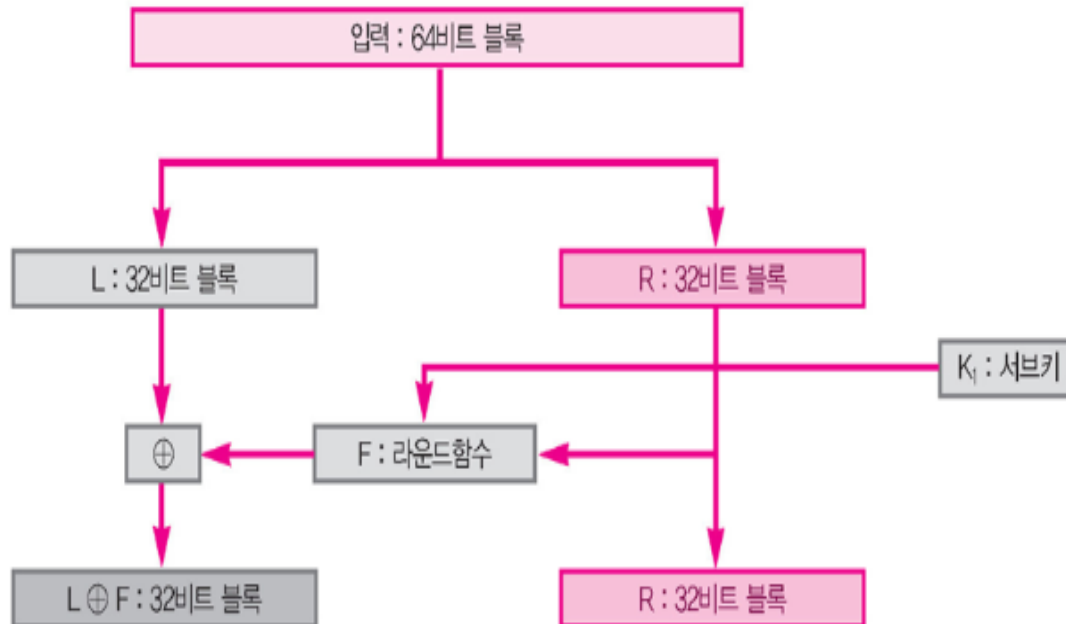 입력 : 64비트 블록
L : 32비트 블록
R : 32비트 블록
K₁ : 서브키
⊕
F : 라운드함수
L ⊕ F : 32비트 블록
R : 32비트 블록